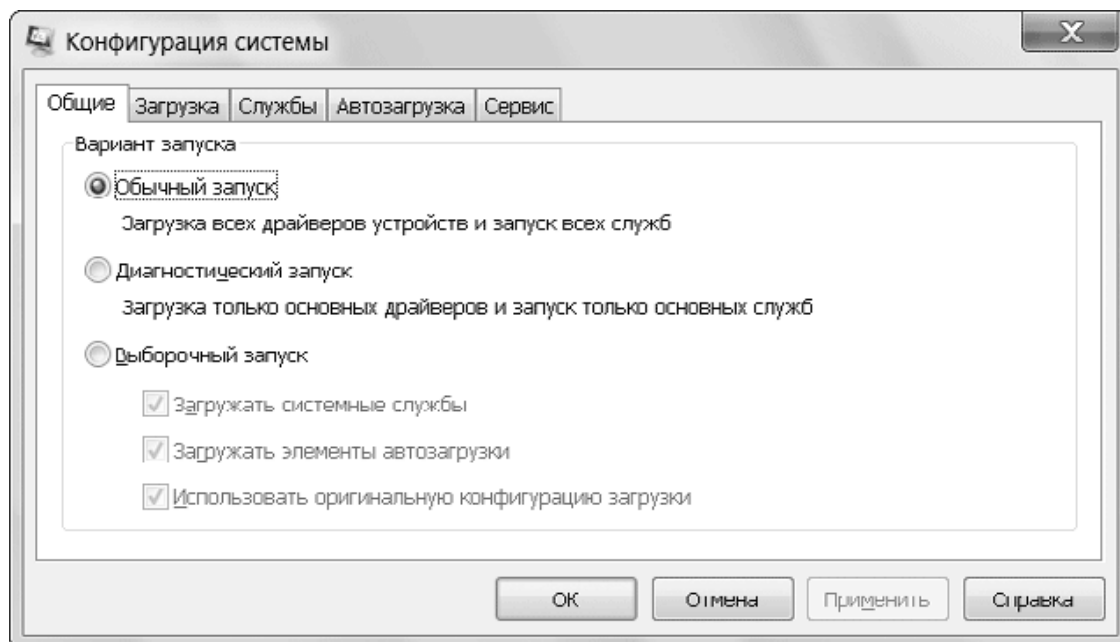 Конфигурация системы
Общие Загрузка Службы Автозагрузка Сервис
Вариант запуска
Обычный запуск
Загрузка всех драйверов устройств и запуск всех служб
Диагностический запуск
Загрузка только основных драйверов и запуск только основных служб
Выборочный запуск
Загружать системные службы
Загружать элементы автозагрузки
Использовать оригинальную конфигурацию загрузки
ОК Отмена Применить Справка